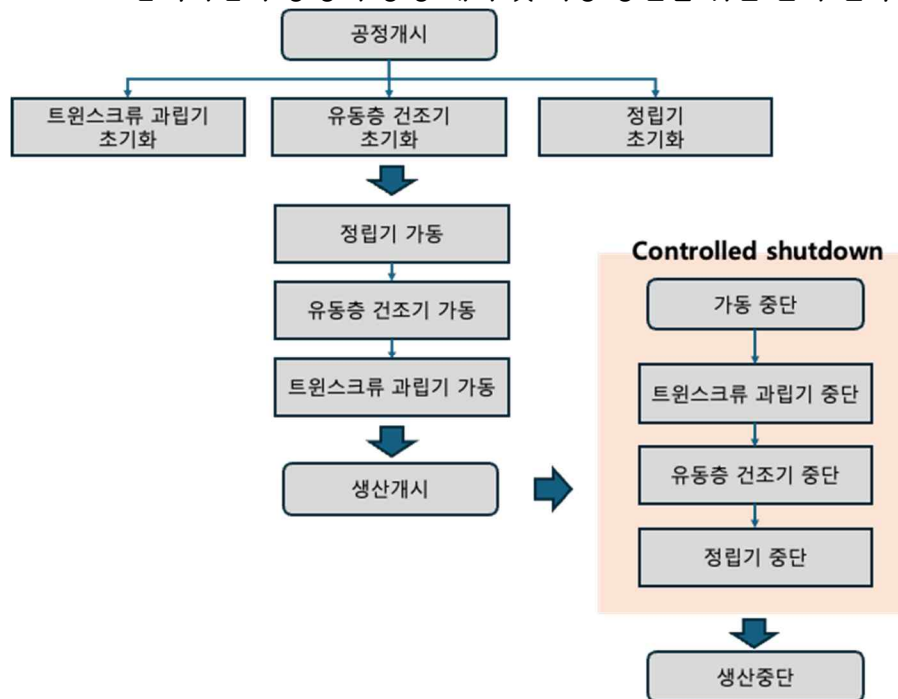 공정개시
트윈스크류 과립기
초기화
유동층 건조기
초기화
정립기
초기화
정립기 가동
유동층 건조기 가동
트윈스크류 과립기 가동
생산개시
Controlled shutdown
가동 중단
트윈스크류 과립기 중단
유동층 건조기 중단
정립기 중단
생산중단